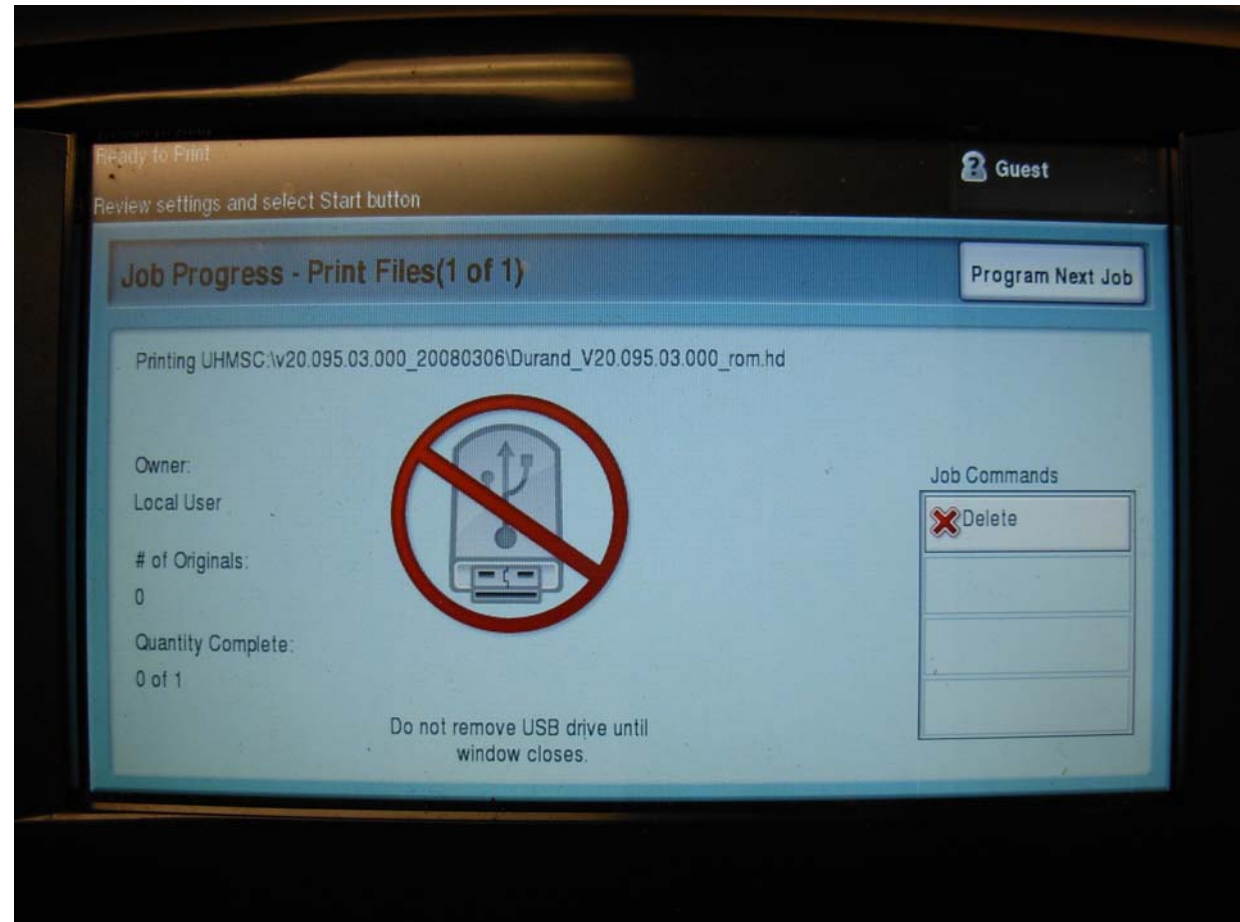 Ready to Print
Guest
Review settings and select Start button
Job Progress - Print Files(1 of 1)
Program Next Job
Printing UHMSC:\v20.095.03.000_20080306\Durand_V20.095.03.000_rom.hd
Owner:
Local User
Job Commands
Delete
# of Originals:
0
Quantity Complete:
0 of 1
Do not remove USB drive until
window closes.